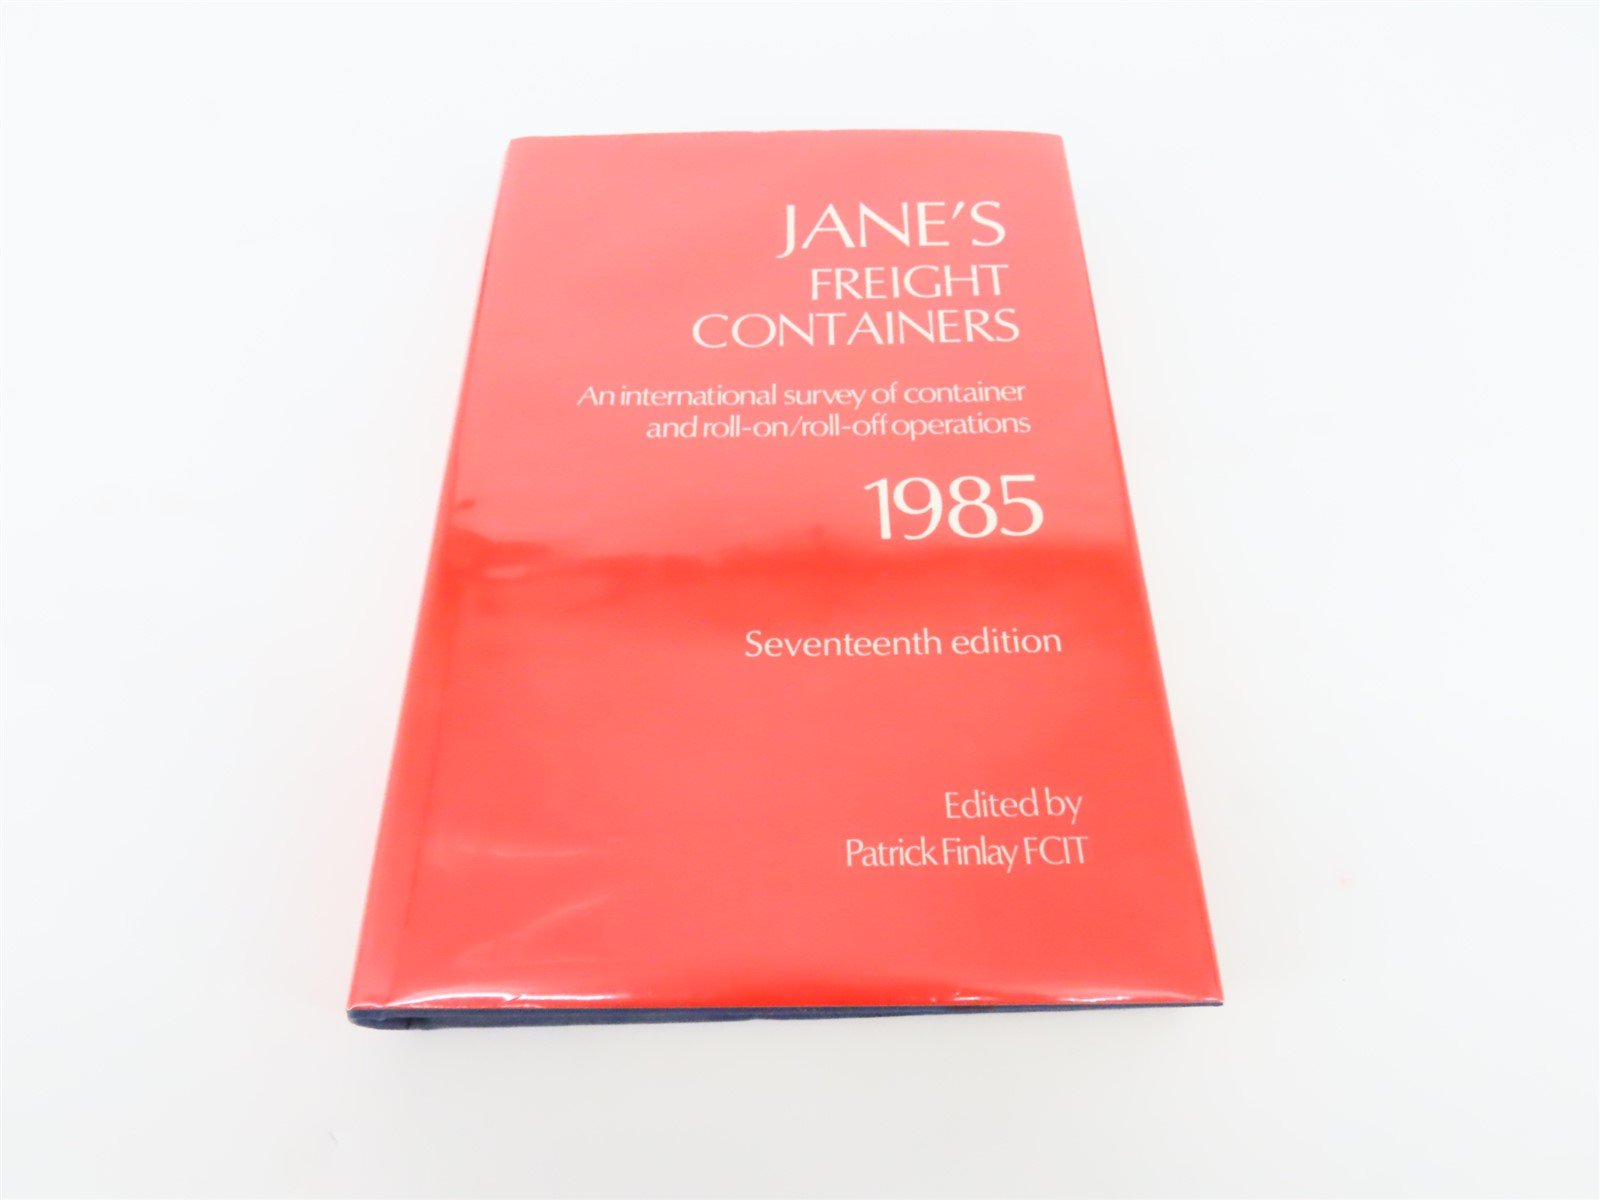 JANE'S
FREIGHT
CONTAINERS
An international survey of container
and roll-on/roll-off operations
1985
Seventeenth edition
Edited by
Patrick Finlay FCIT